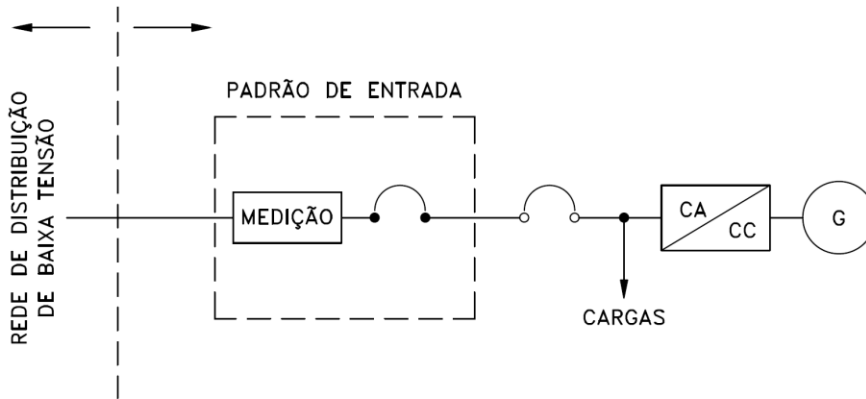 REDE DE DISTRIBUIÇÃO
DE BAIXA TENSÃO
PADRÃO DE ENTRADA
MEDIÇÃO
CA
CC
G
CARGAS